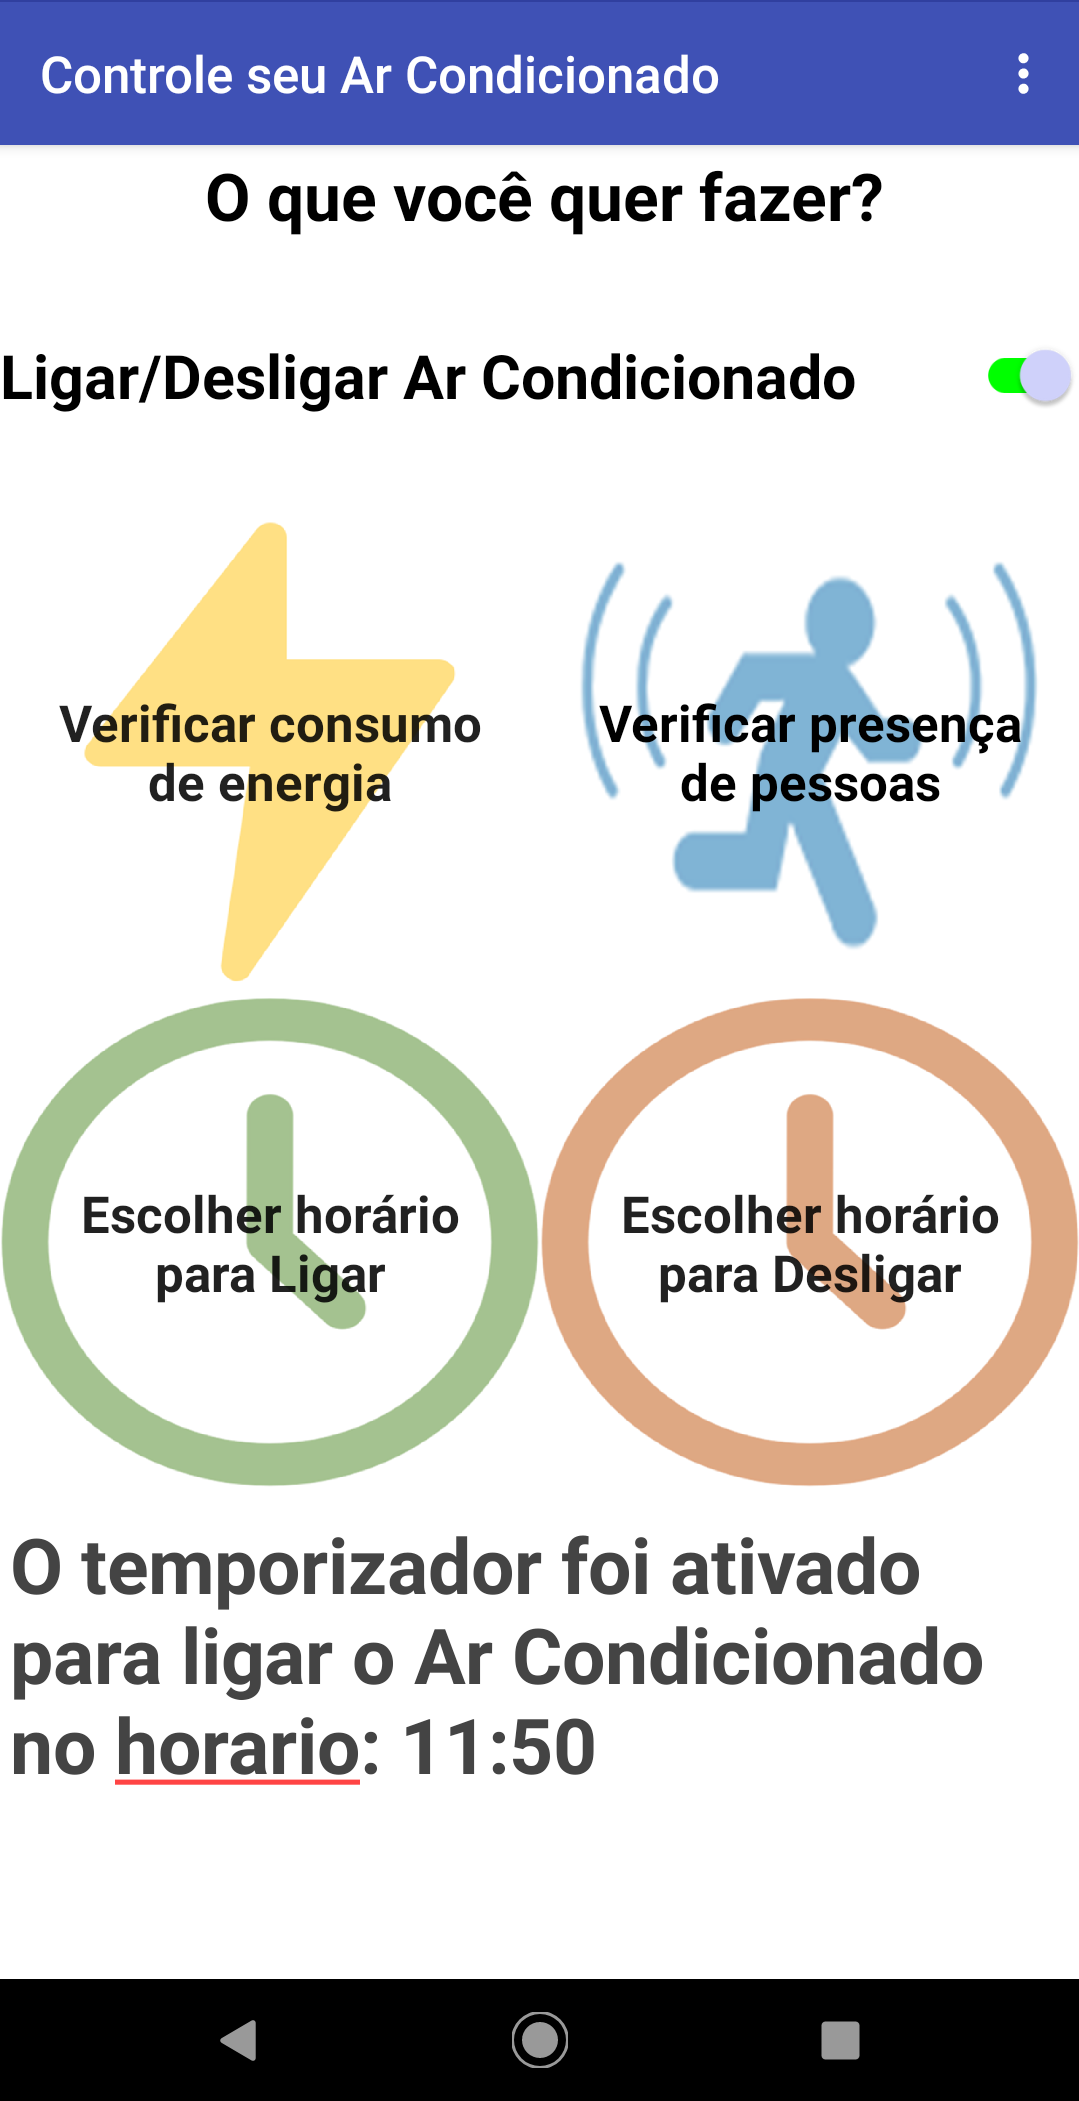 Controle seu Ar Condicionado
O que você quer fazer?
Ligar/Desligar Ar Condicionado
Verificar consumo
de energia
Verificar presença
de pessoas
Escolher horário
para Ligar
Escolher horário
para Desligar
O temporizador foi ativado
para ligar o Ar Condicionado
no horario: 11:50